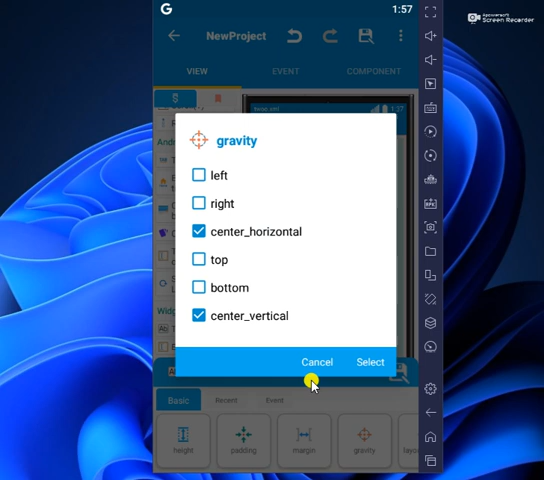 Apowersoft
Screen Recorder
G 1:57
NewProject
VIEW EVENT COMPONENT
gravity
left
right
center_horizontal
top
bottom
center_vertical
Cancel Select
Basic Recent Event
height padding margin gravity